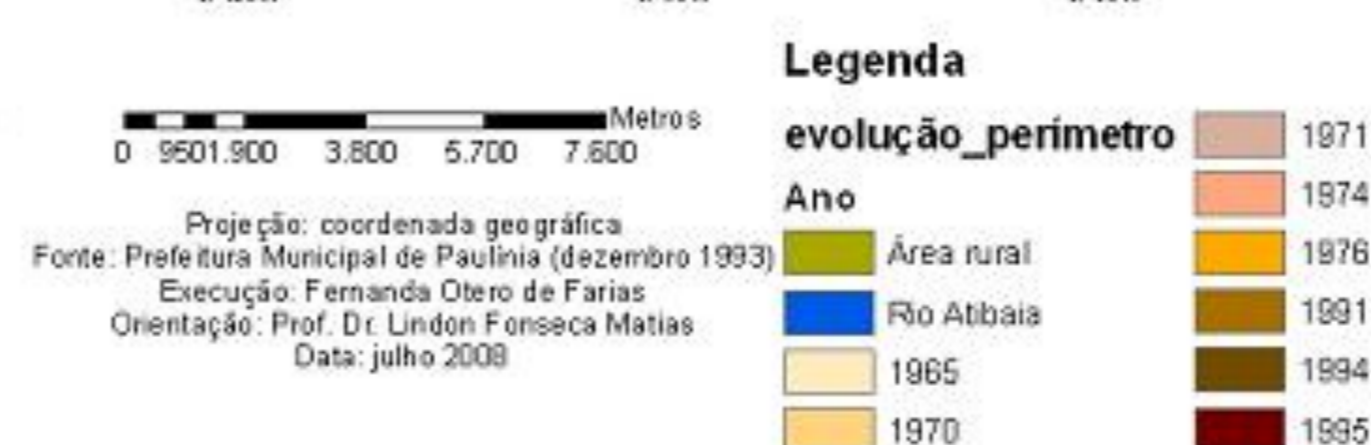 Metros
0 9501.900 3.800 5.700 7.600
Projeção: coordenada geográfica
Fonte: Prefeitura Municipal de Paulínia (dezembro 1993)
Execução: Fernanda Otero de Farias
Orientação: Prof. Dr. Lindon Fonseca Matias
Data: julho 2008
Legenda
evolução_perímetro
Ano
Área rural
Rio Atibaia
1965
1970
1971
1974
1976
1991
1994
1995